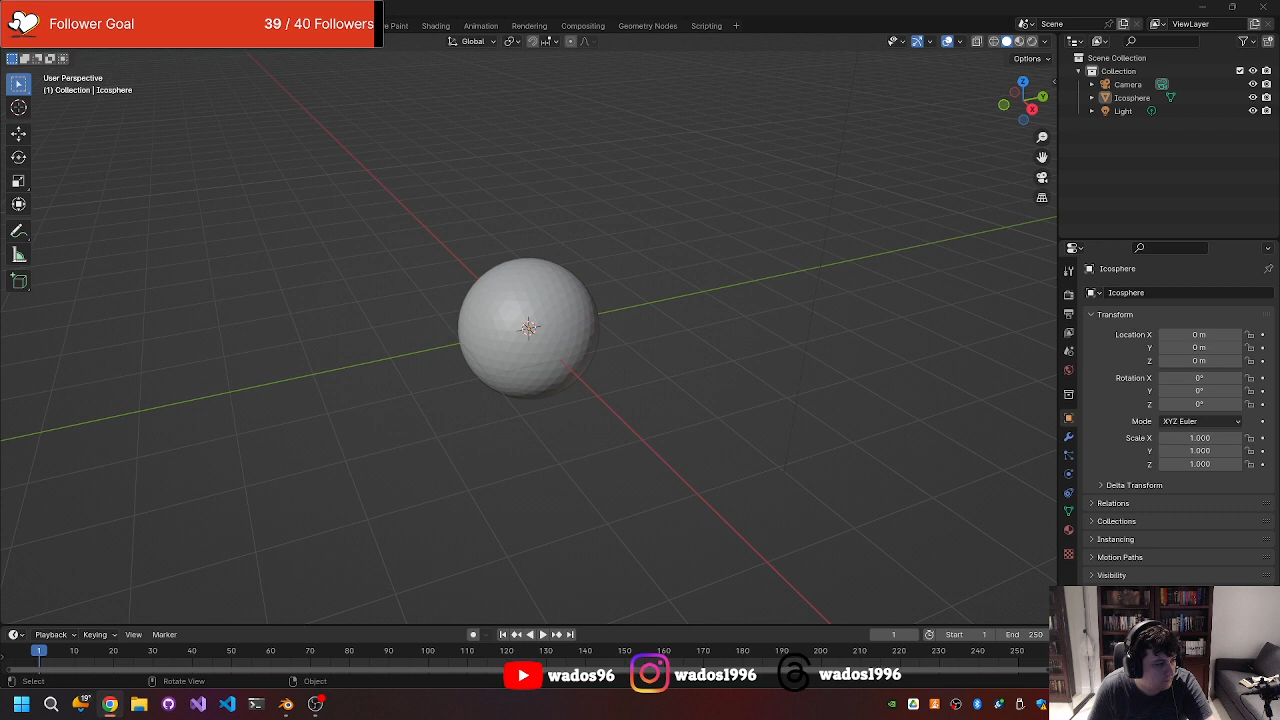 Follower Goal 39 / 40 Followers
Paint Shading Animation Rendering Compositing Geometry Nodes Scripting +
Scene ViewLayer
Global
Options
User Perspective
(1) Collection | Icosphere
Z
Y
X
Scene Collection
Collection
Camera
Icosphere
Light
Icosphere
Icosphere
Transform
Location X 0 m
Y 0 m
Z 0 m
Rotation X 0°
Y 0°
Z 0°
Mode XYZ Euler
Scale X 1.000
Y 1.000
Z 1.000
Delta Transform
Relations
Collections
Instancing
Motion Paths
Visibility
Playback Keying View Marker
1 Start 1 End 250
1 10 20 30 40 50 60 70 80 90 100 110 120 130 140 150 160 170 180 190 200 210 220 230 240 250
Select Rotate View Object
wados96 wados1996 wados1996
19°